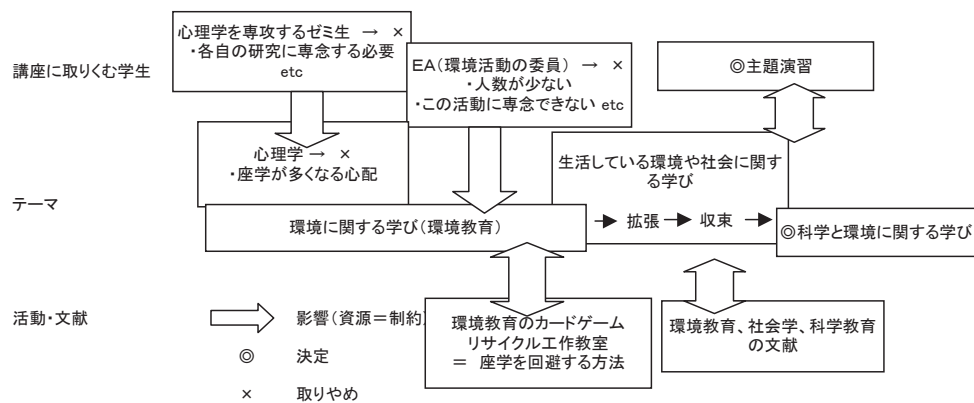 心理学を専攻するゼミ生 → ×
・各自の研究に専念する必要
etc
講座に取りくむ学生
EA(環境活動の委員) → ×
・人数が少ない
・この活動に専念できない etc
◎主題演習
心理学 → ×
・座学が多くなる心配
生活している環境や社会に関す
る学び
テーマ
環境に関する学び(環境教育)
→ 拡張 → 収束 →
◎科学と環境に関する学び
活動・文献
影響(資源=制約)
環境教育のカードゲーム
リサイクル工作教室
= 座学を回避する方法
環境教育、社会学、科学教育
の文献
◎ 決定
× 取りやめ